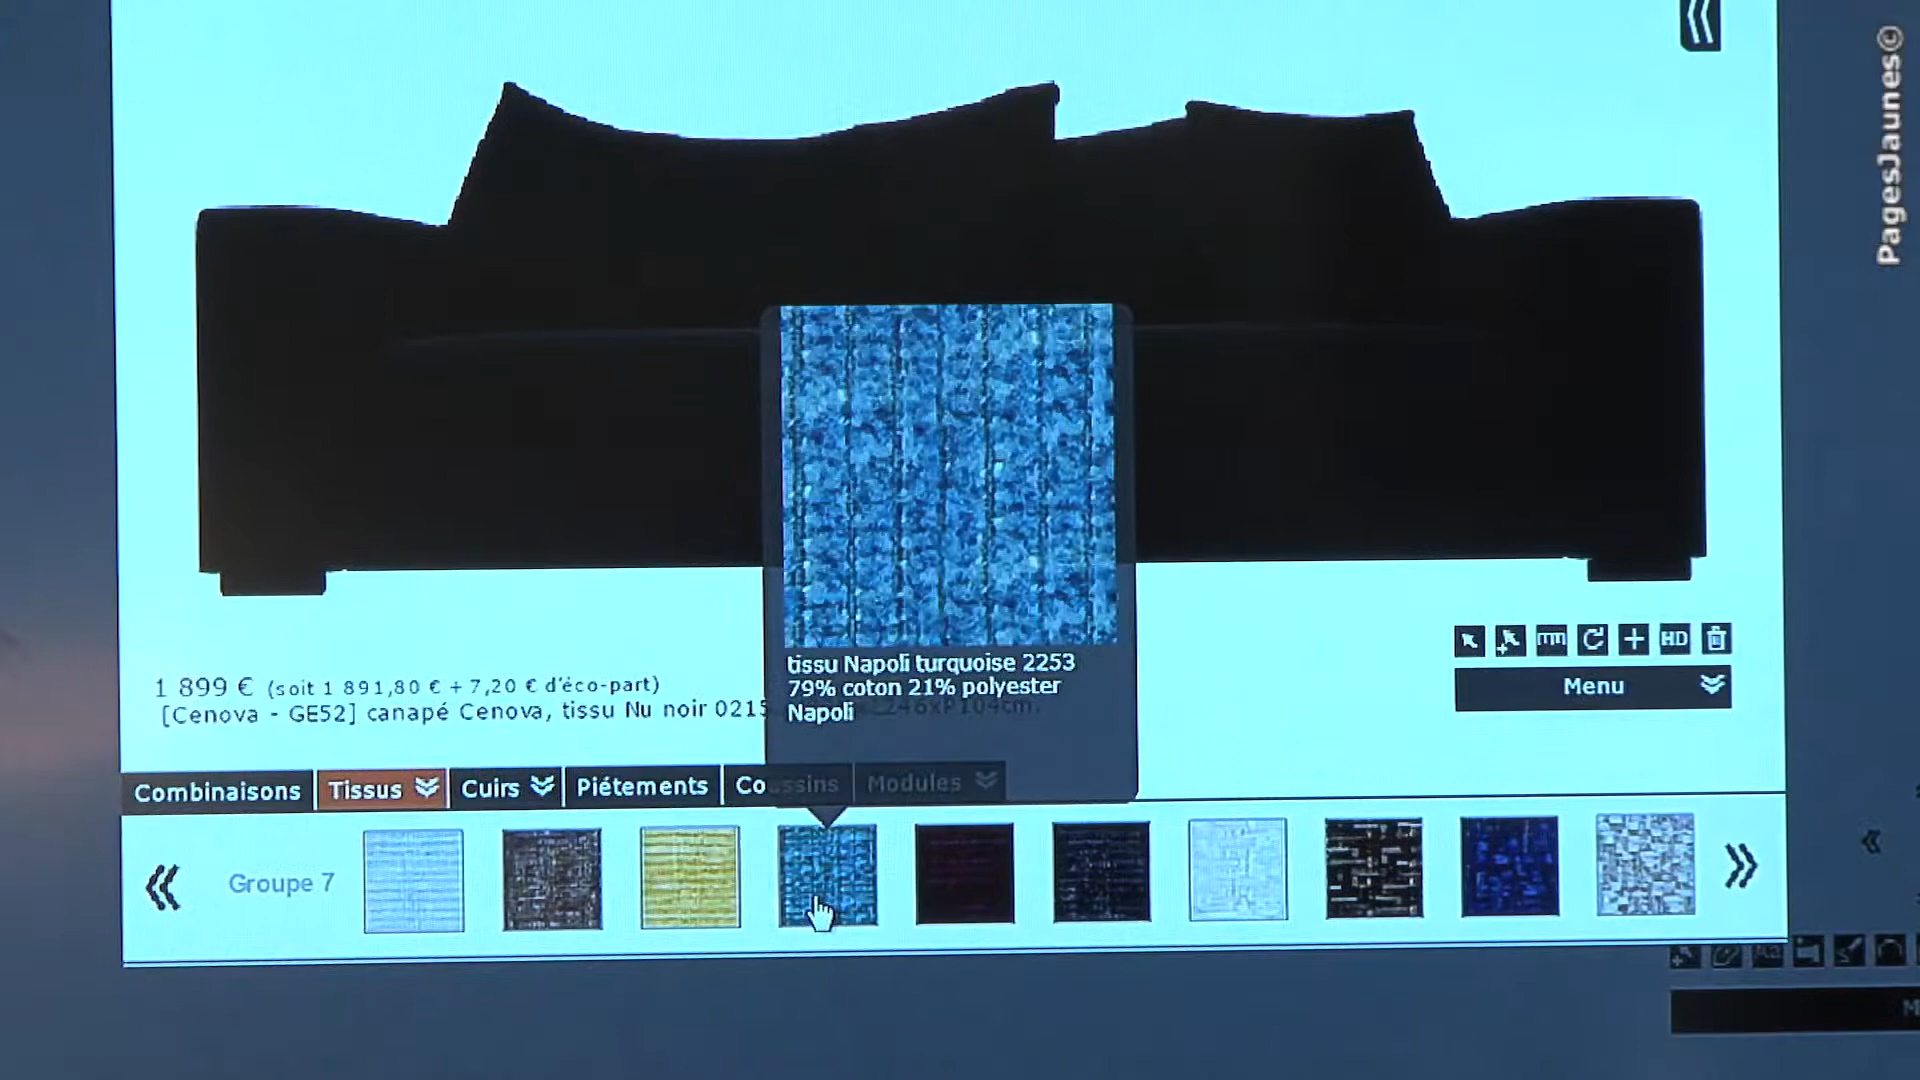 PagesJaunes©
tissu Napoli turquoise 2253
79% coton 21% polyester
Napoli
1 899 € (soit 1 891,80 € + 7,20 € d'éco-part)
[Cenova - GE52] canapé Cenova, tissu Nu noir 0215 246xP104cm.
HD
Menu
Combinaisons
Tissus
Cuirs
Piétements
Coussins
Modules
Groupe 7